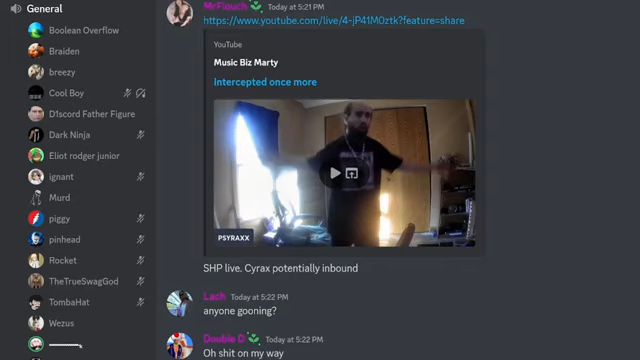 General
Boolean Overflow
Braiden
breezy
Cool Boy
D1scord Father Figure
Dark Ninja
Eliot rodger junior
ignant
Murd
piggy
pinhead
Rocket
TheTrueSwagGod
TombaHat
Wezus
MrFlouch Today at 5:21 PM
https://www.youtube.com/live/4-jP41M0ztk?feature=share
YouTube
Music Biz Marty
Intercepted once more
PSYRAXX
SHP live. Cyrax potentially inbound
Lach Today at 5:22 PM
anyone gooning?
Double D Today at 5:22 PM
Oh shit on my way